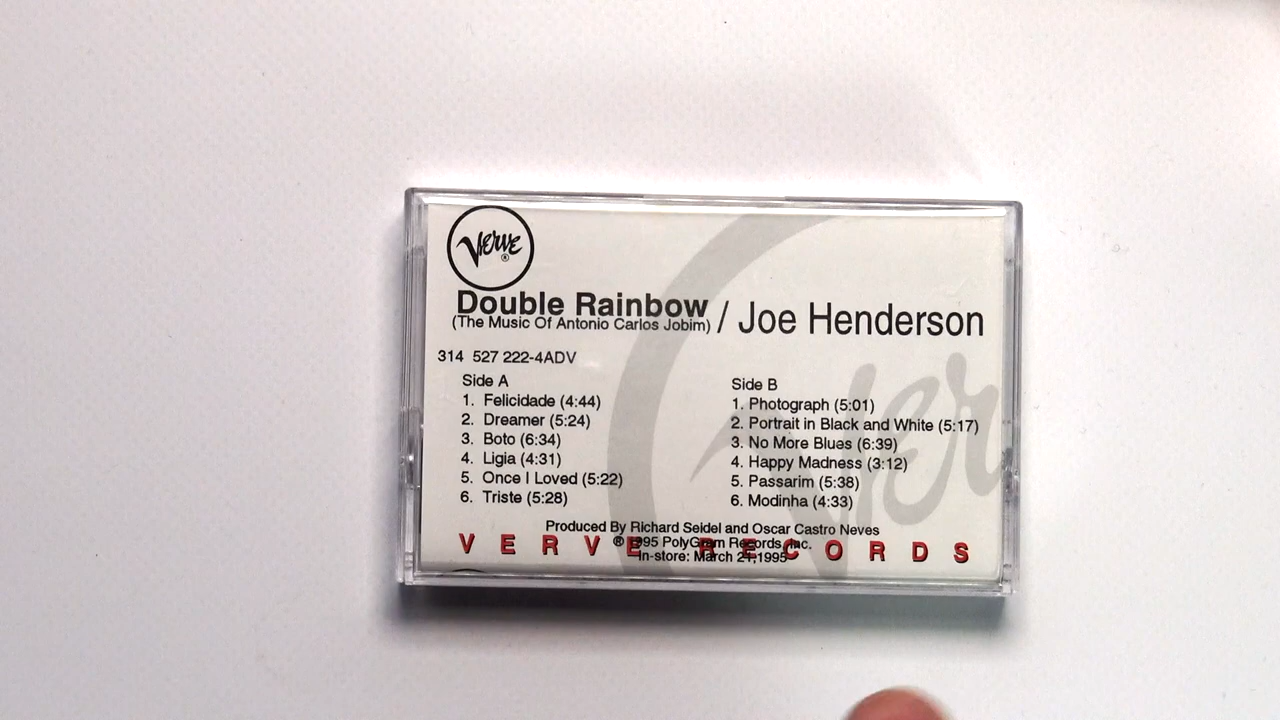 Verve ®
Double Rainbow / Joe Henderson
(The Music Of Antonio Carlos Jobim)
314 527 222-4ADV
Side A
1. Felicidade (4:44)
2. Dreamer (5:24)
3. Boto (6:34)
4. Ligia (4:31)
5. Once I Loved (5:22)
6. Triste (5:28)
Side B
1. Photograph (5:01)
2. Portrait in Black and White (5:17)
3. No More Blues (6:39)
4. Happy Madness (3:12)
5. Passarim (5:38)
6. Modinha (4:33)
Produced By Richard Seidel and Oscar Castro Neves
® 1995 PolyGram Records, Inc.
In-store: March 21,1995
VERVE RECORDS
Ver